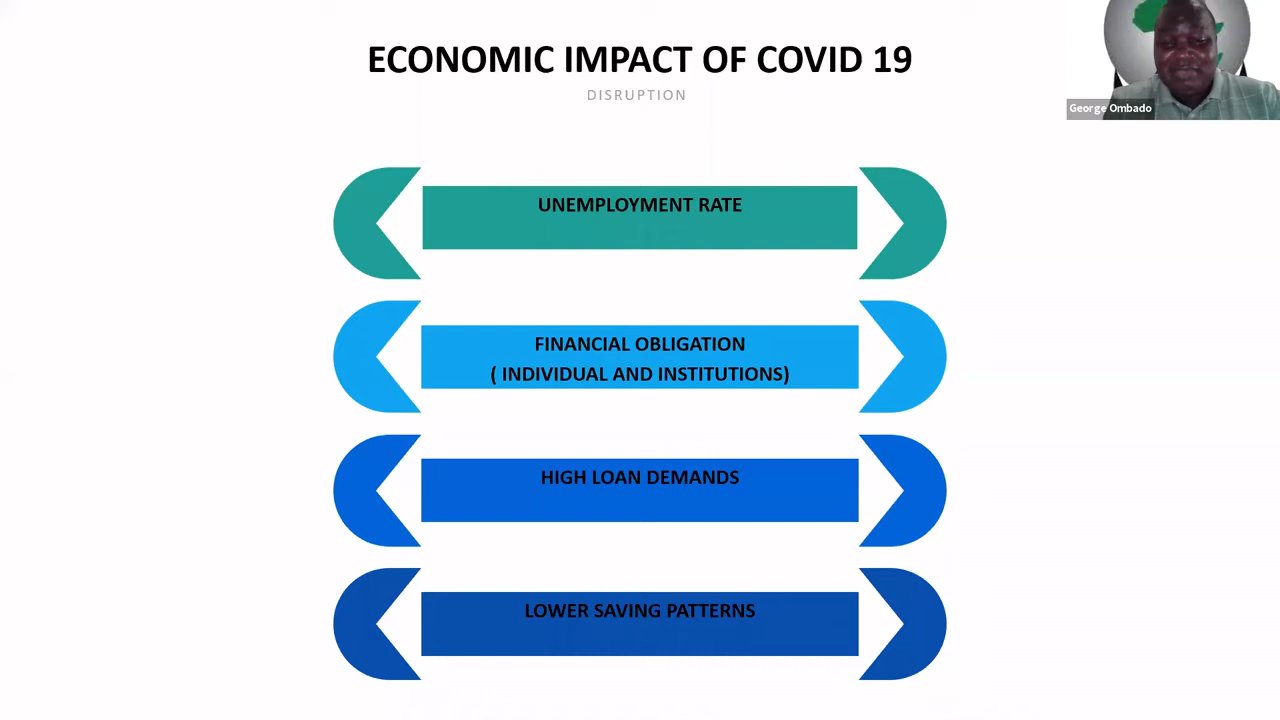 ECONOMIC IMPACT OF COVID 19
DISRUPTION
George Ombado
UNEMPLOYMENT RATE
FINANCIAL OBLIGATION
( INDIVIDUAL AND INSTITUTIONS)
HIGH LOAN DEMANDS
LOWER SAVING PATTERNS